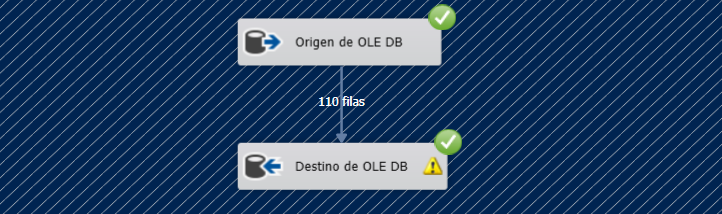 Origen de OLE DB
110 filas
Destino de OLE DB